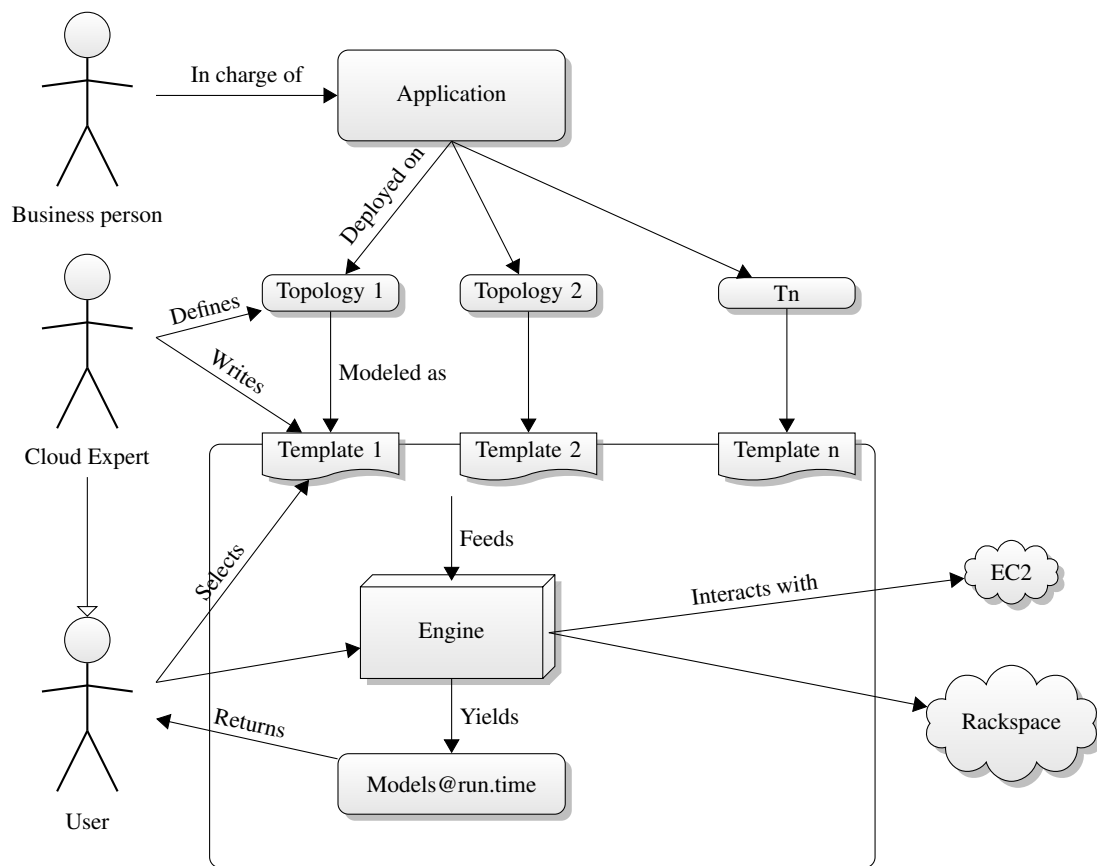 In charge of
Application
Business person
Deployed on
Topology 1
Topology 2
Tn
Defines
Writes
Modeled as
Cloud Expert
Template 1
Template 2
Template n
Feeds
Selects
EC2
Interacts with
Engine
Rackspace
Returns
Yields
Models@run.time
User